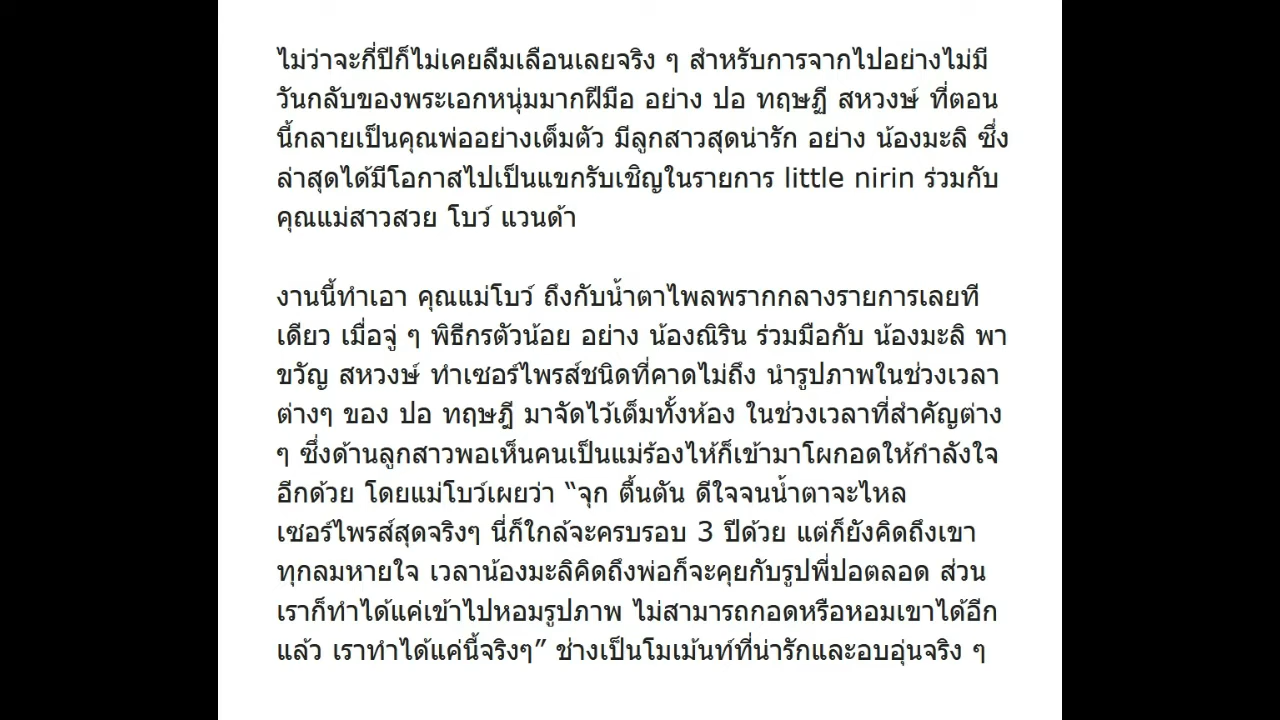 ไม่ว่าจะกี่ปีก็ไม่เคยลืมเลือนเลยจริง ๆ สำหรับการจากไปอย่างไม่มี
วันกลับของพระเอกหนุ่มมากฝีมือ อย่าง ปอ ทฤษฏี สหวงษ์ ที่ตอน
นี้กลายเป็นคุณพ่ออย่างเต็มตัว มีลูกสาวสุดน่ารัก อย่าง น้องมะลิ ซึ่ง
ล่าสุดได้มีโอกาสไปเป็นแขกรับเชิญในรายการ little nirin ร่วมกับ
คุณแม่สาวสวย โบว์ แวนด้า
งานนี้ทำเอา คุณแม่โบว์ ถึงกับน้ำตาไพลพรากกลางรายการเลยที
เดียว เมื่อจู่ ๆ พิธีกรตัวน้อย อย่าง น้องณิริน ร่วมมือกับ น้องมะลิ พา
ขวัญ สหวงษ์ ทำเซอร์ไพรส์ชนิดที่คาดไม่ถึง นำรูปภาพในช่วงเวลา
ต่างๆ ของ ปอ ทฤษฎี มาจัดไว้เต็มทั้งห้อง ในช่วงเวลาที่สำคัญต่าง
ๆ ซึ่งด้านลูกสาวพอเห็นคนเป็นแม่ร้องไห้ก็เข้ามาโผกอดให้กำลังใจ
อีกด้วย โดยแม่โบว์เผยว่า “จุก ตื้นตัน ดีใจจนน้ำตาจะไหล
เซอร์ไพรส์สุดจริงๆ นี่ก็ใกล้จะครบรอบ 3 ปีด้วย แต่ก็ยังคิดถึงเขา
ทุกลมหายใจ เวลาน้องมะลิคิดถึงพ่อก็จะคุยกับรูปพี่ปอตลอด ส่วน
เราก็ทำได้แค่เข้าไปหอมรูปภาพ ไม่สามารถกอดหรือหอมเขาได้อีก
แล้ว เราทำได้แค่นี้จริงๆ” ช่างเป็นโมเม้นท์ที่น่ารักและอบอุ่นจริง ๆ